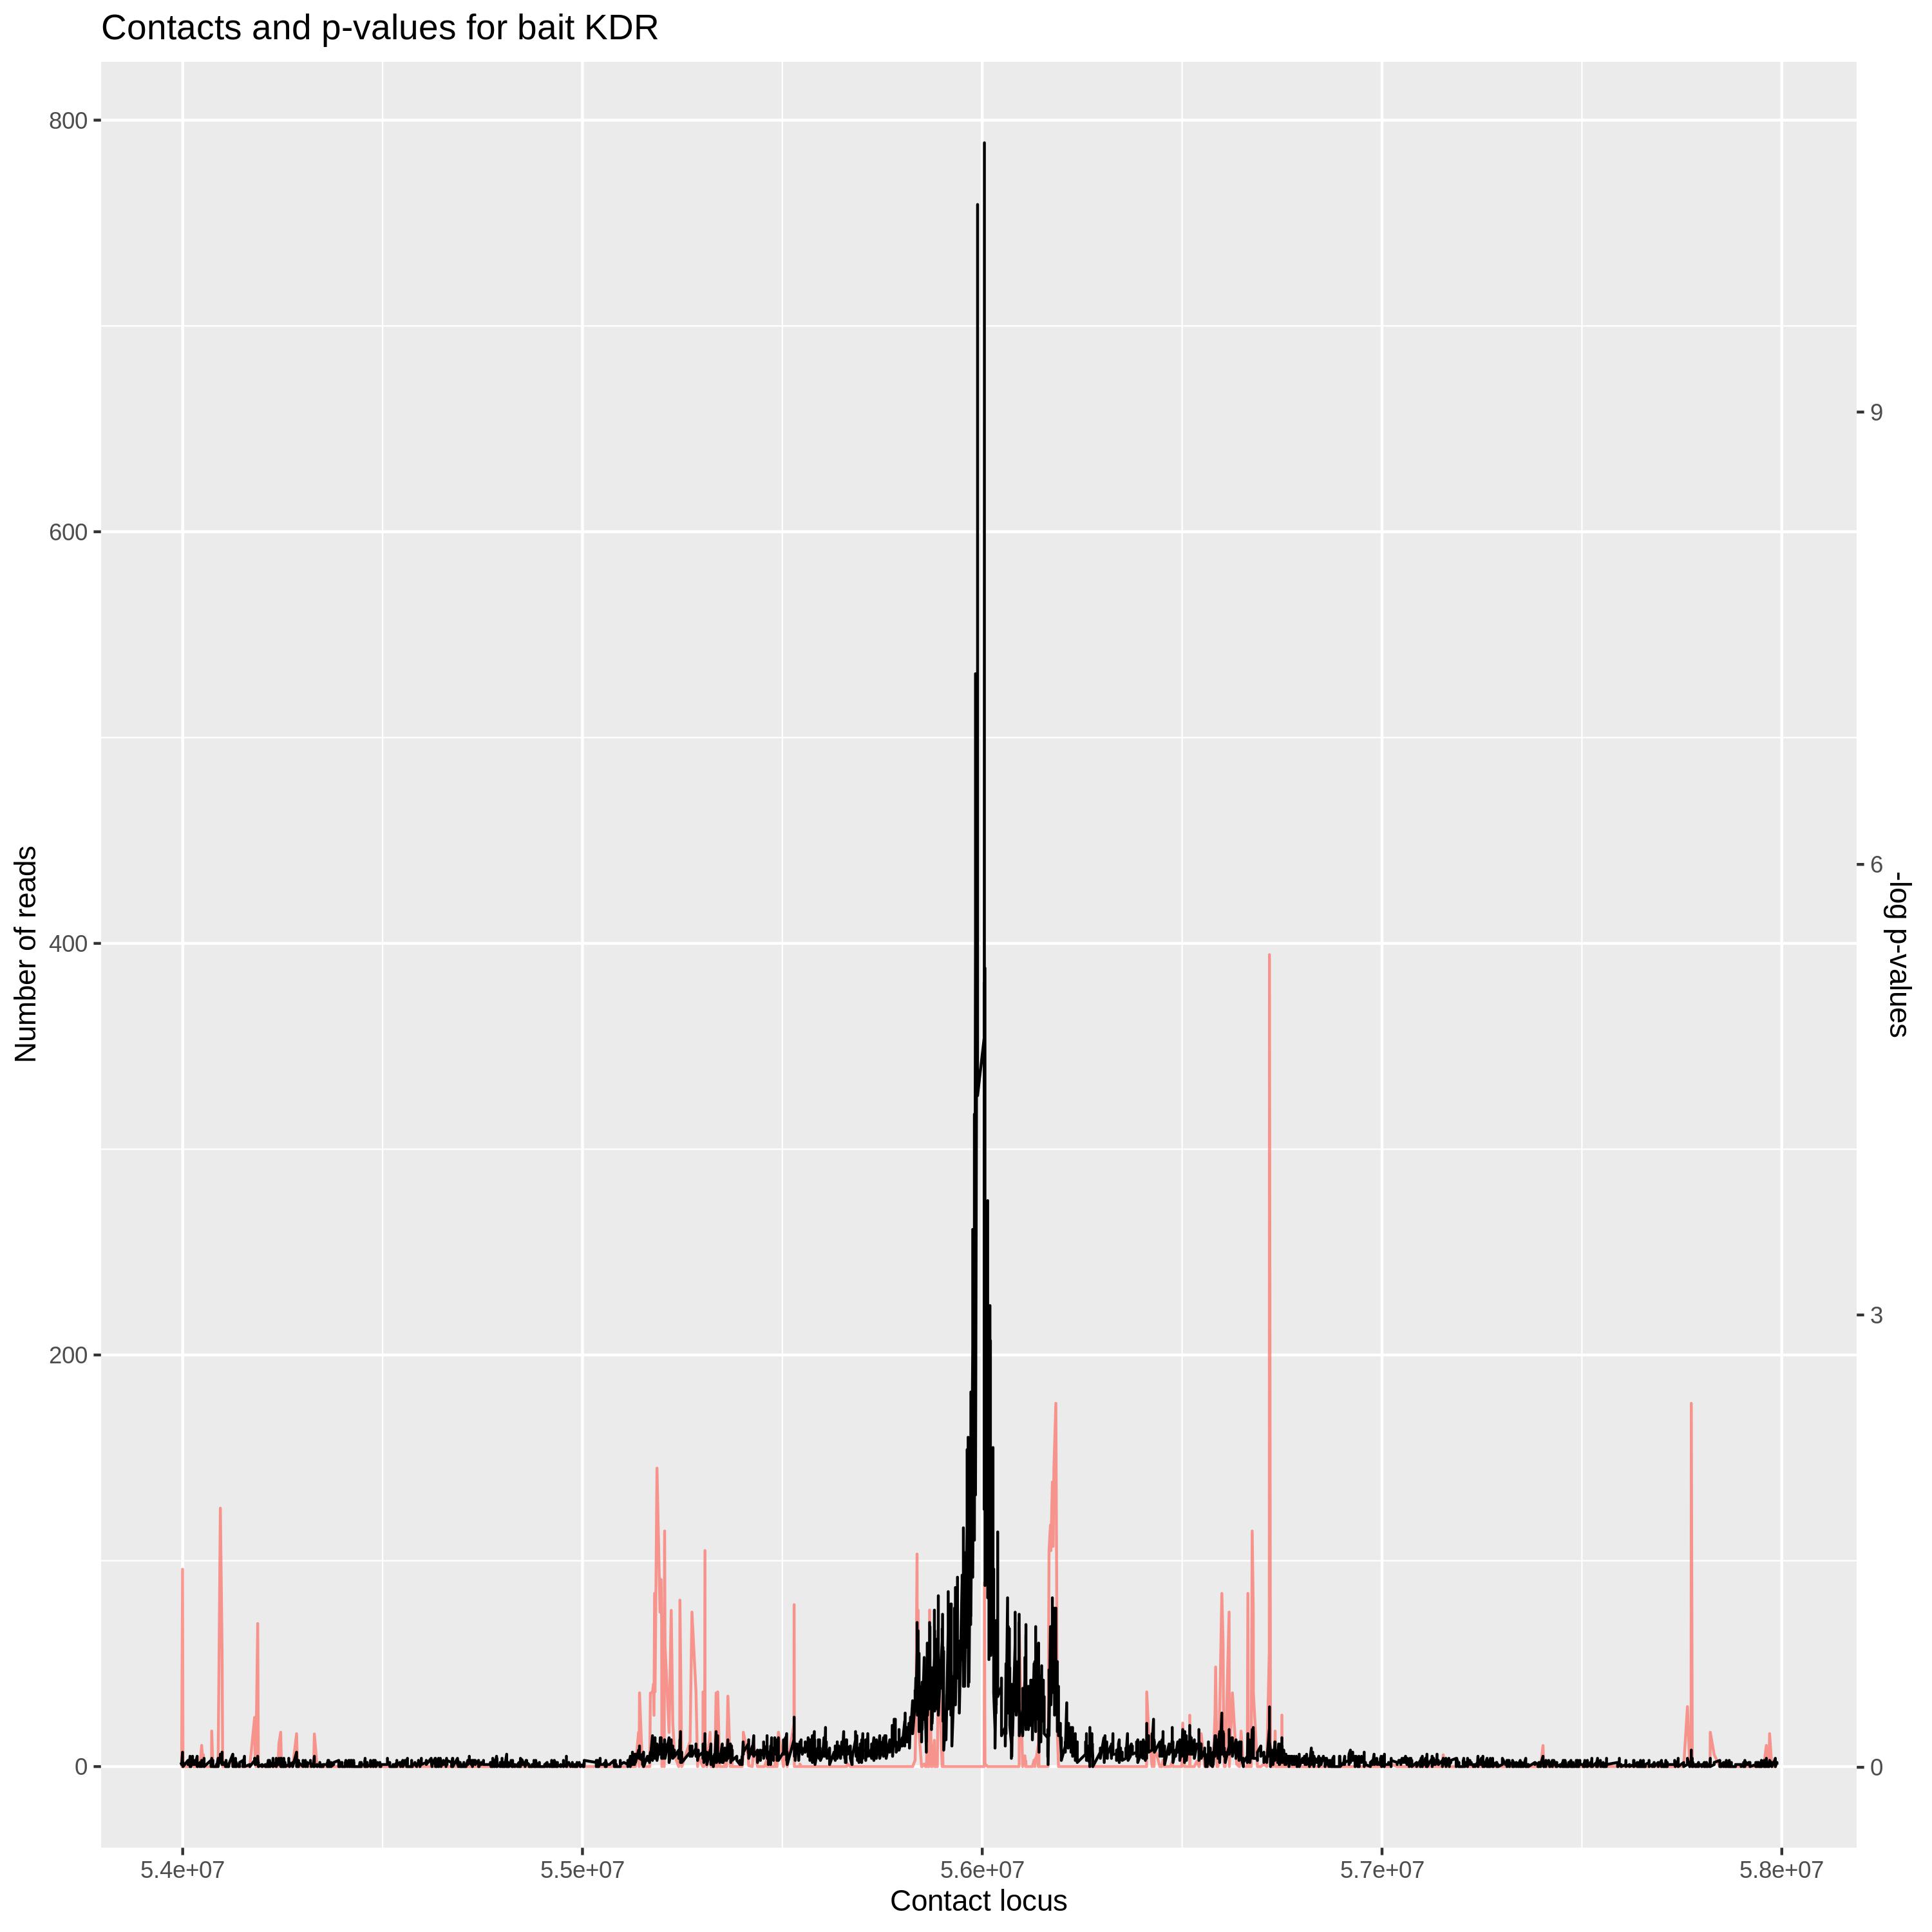 Contacts and p-values for bait KDR
800
600
400
200
0
Number of reads
9
6
3
0
-log p-values
5.4e+07
5.5e+07
5.6e+07
5.7e+07
5.8e+07
Contact locus